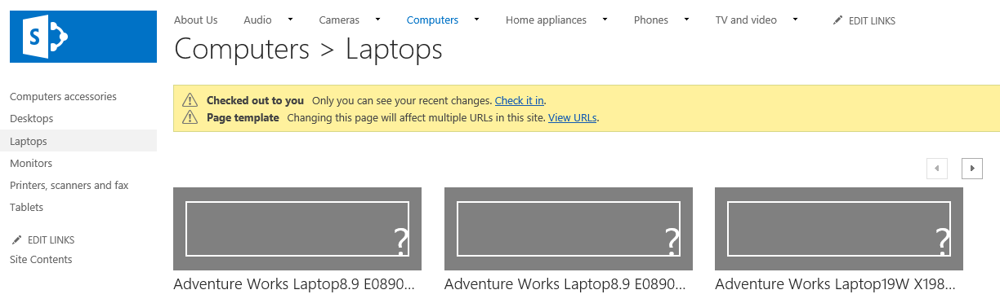 About Us Audio Cameras Computers Home appliances Phones TV and video EDIT LINKS
S
Computers > Laptops
Computers accessories
Desktops
Laptops
Monitors
Printers, scanners and fax
Tablets
EDIT LINKS
Site Contents
Checked out to you Only you can see your recent changes. Check it in.
Page template Changing this page will affect multiple URLs in this site. View URLs.
? ? ?
Adventure Works Laptop8.9 E0890... Adventure Works Laptop8.9 E0890... Adventure Works Laptop19W X198...